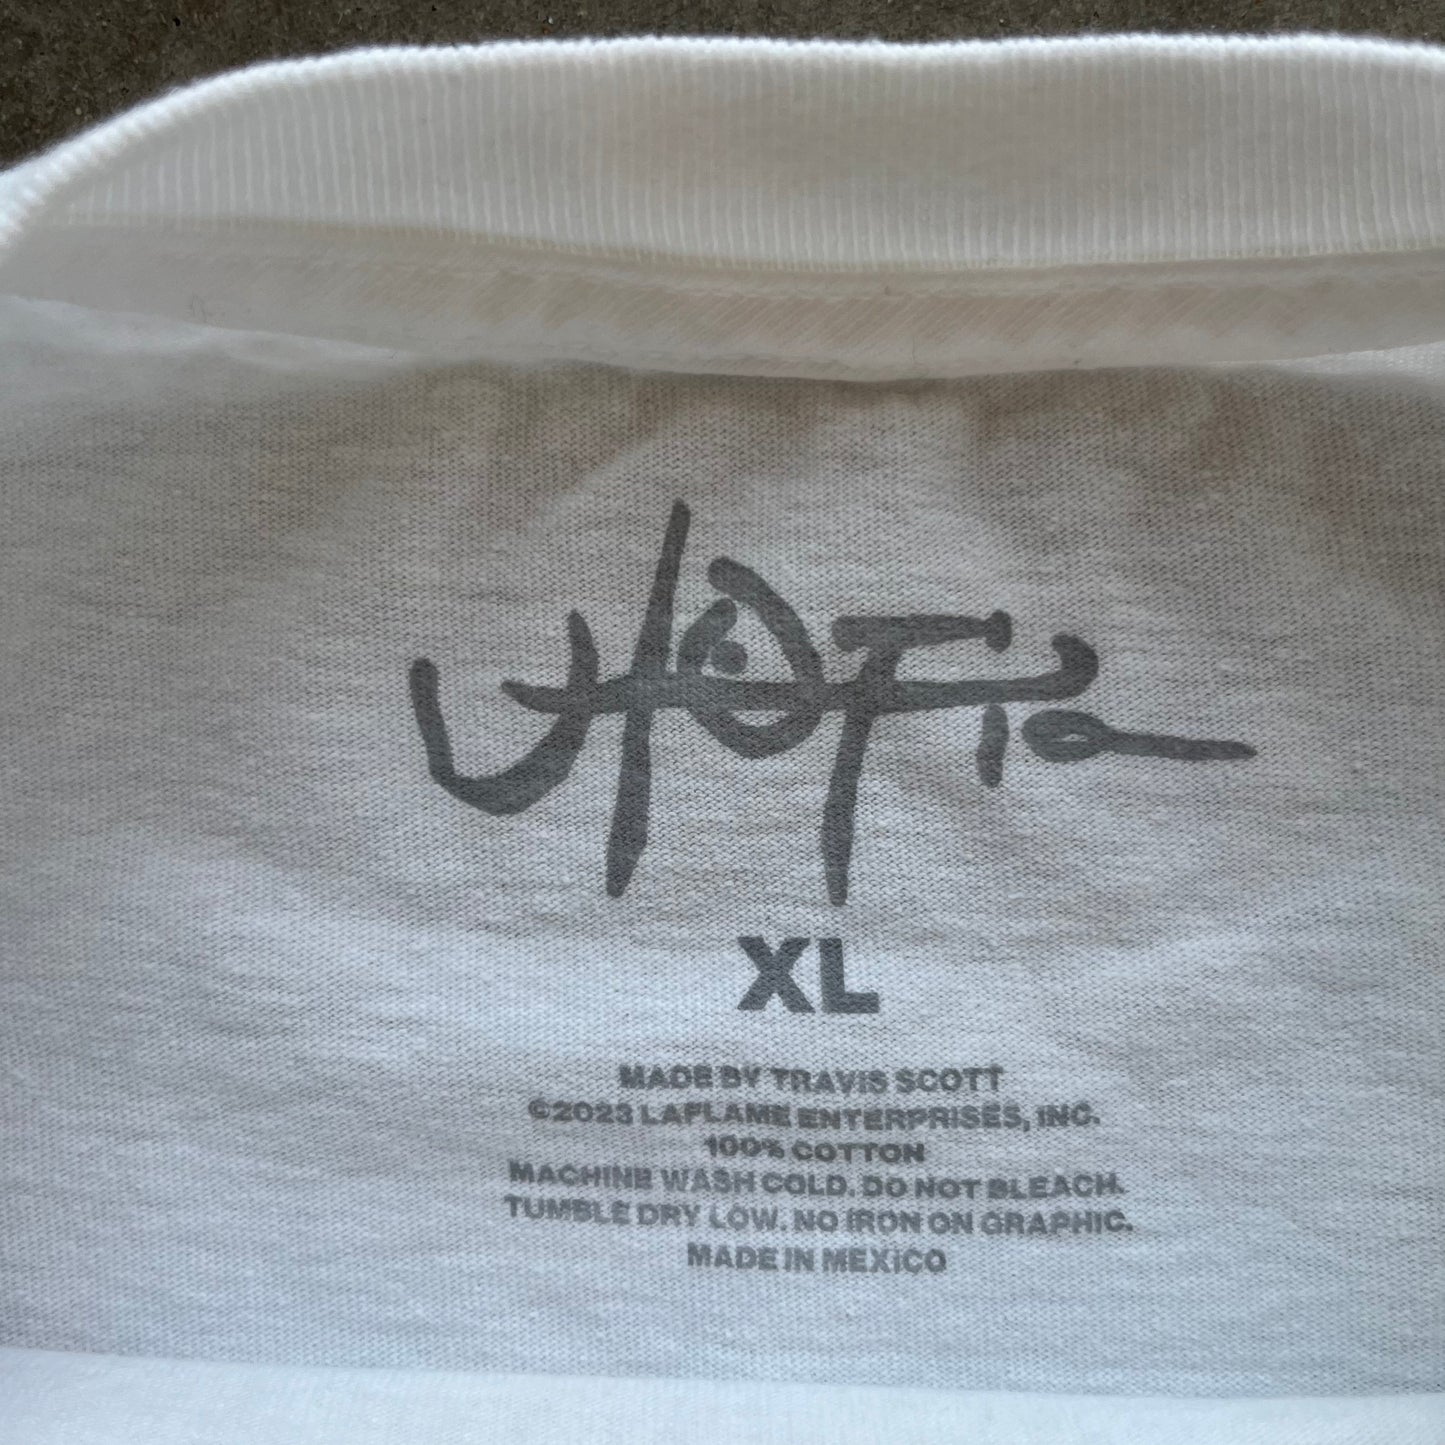 UTOPIA
XL
MADE BY TRAVIS SCOTT
©2023 LAFLAME ENTERPRISES, INC.
100% COTTON
MACHINE WASH COLD. DO NOT BLEACH.
TUMBLE DRY LOW. NO IRON ON GRAPHIC.
MADE IN MEXICO